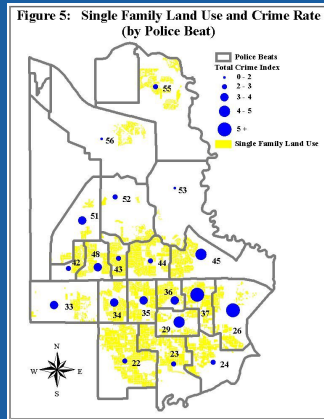 Figure 5: Single Family Land Use and Crime Rate
(by Police Beat)
Police Beats
Total Crime Index
0 - 2
2 - 3
3 - 4
4 - 5
5 +
Single Family Land Use
55
56
53
52
51
48
42
43
44
45
33
34
35
36
37
29
26
22
23
24
N
W E
S